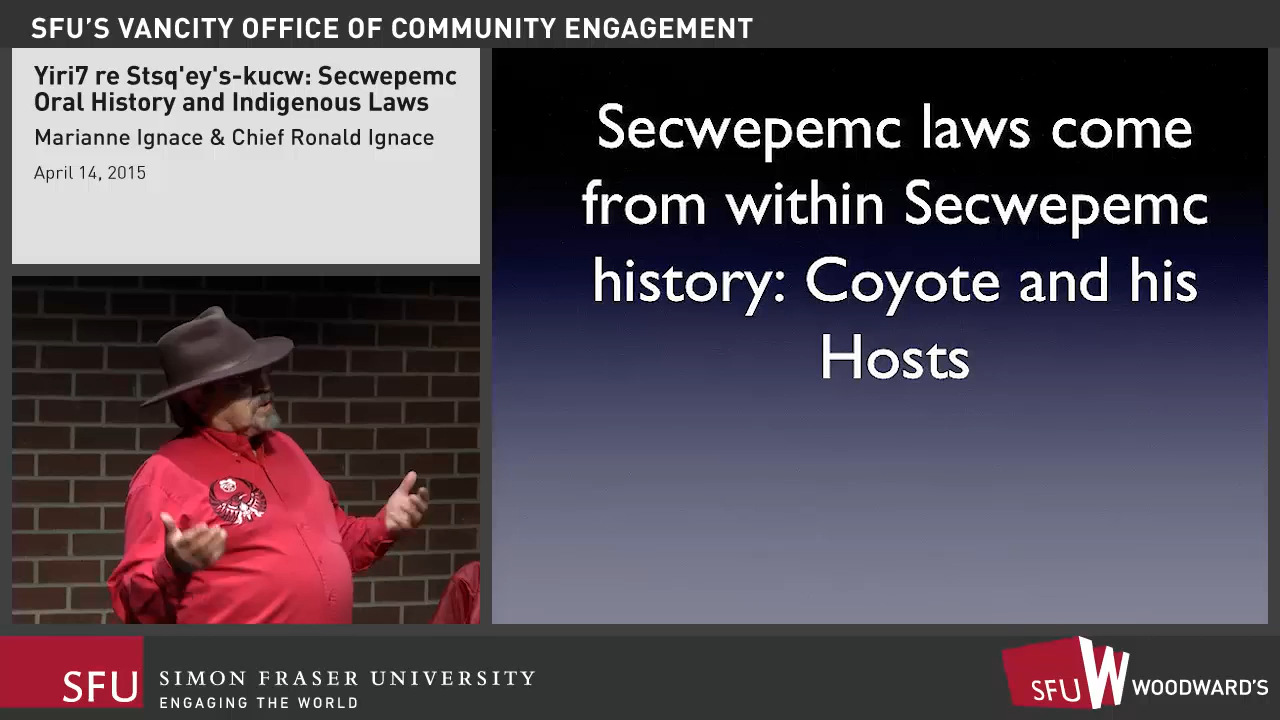 SFU'S VANCITY OFFICE OF COMMUNITY ENGAGEMENT
Yiri7 re Stsq'ey's-kucw: Secwepemc
Oral History and Indigenous Laws
Marianne Ignace & Chief Ronald Ignace
April 14, 2015
Secwepemc laws come
from within Secwepemc
history: Coyote and his
Hosts
SFU
SIMON FRASER UNIVERSITY
ENGAGING THE WORLD
SFU W WOODWARD'S